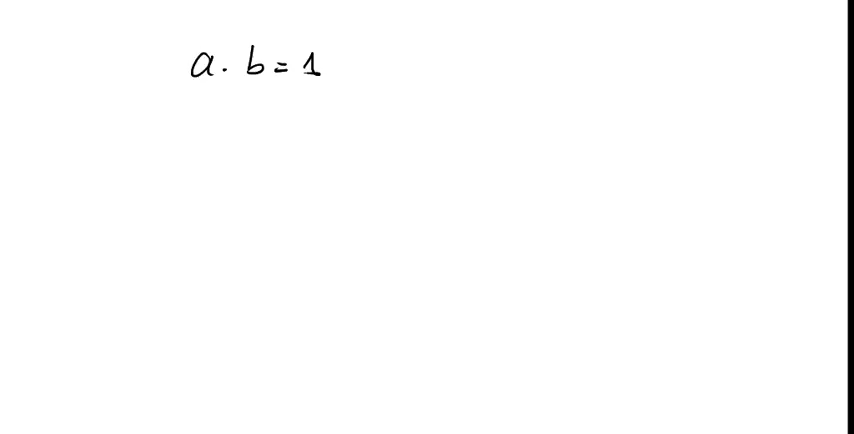 a. b = 1